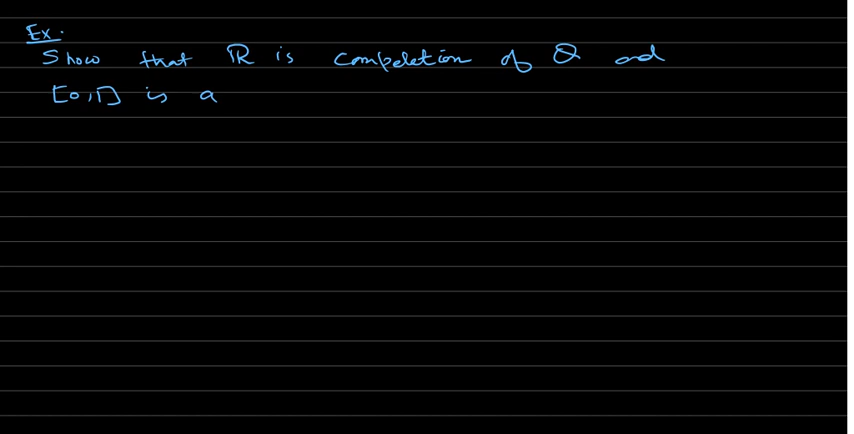 Ex.
Show that ℝ is completion of Q and
[0,1] is a